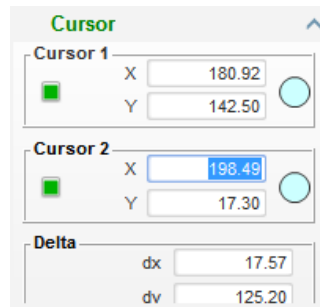 Cursor
Cursor 1
X 180.92
Y 142.50
Cursor 2
X 198.49
Y 17.30
Delta
dx 17.57
dy 125.20